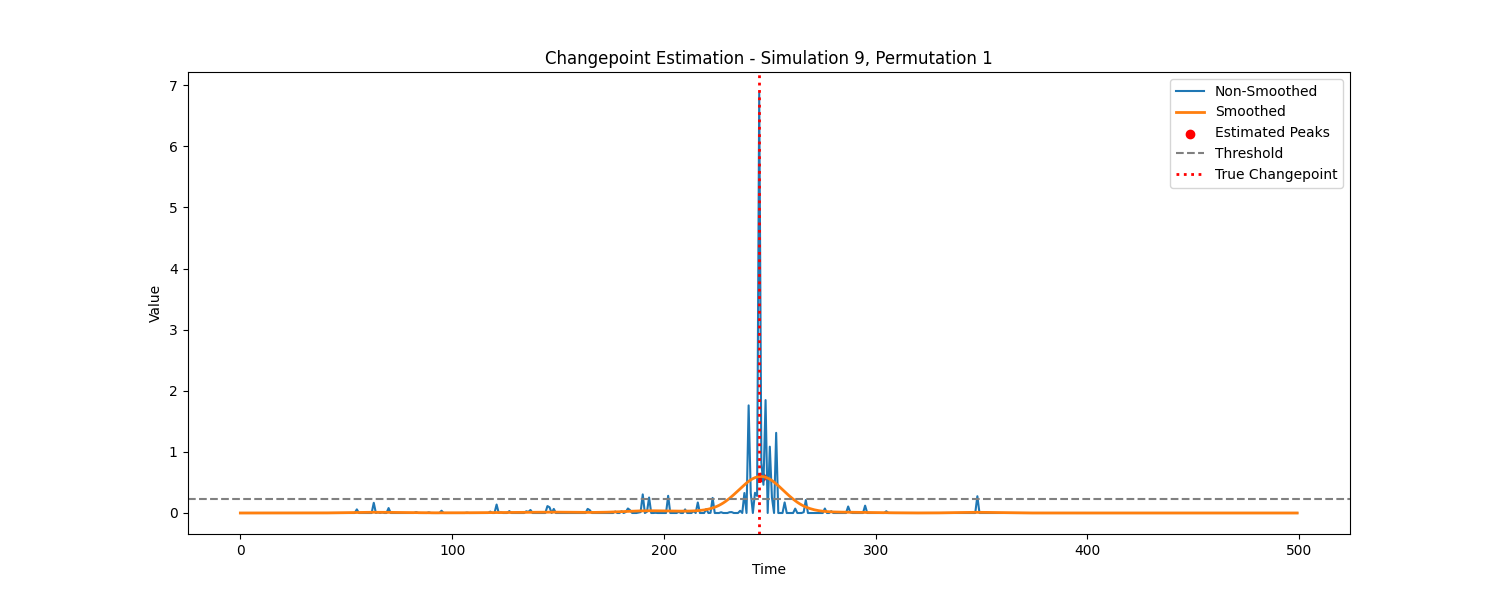 Changepoint Estimation - Simulation 9, Permutation 1
Value
7
6
5
4
3
2
1
0
Non-Smoothed
Smoothed
Estimated Peaks
Threshold
True Changepoint
0 100 200 300 400 500
Time